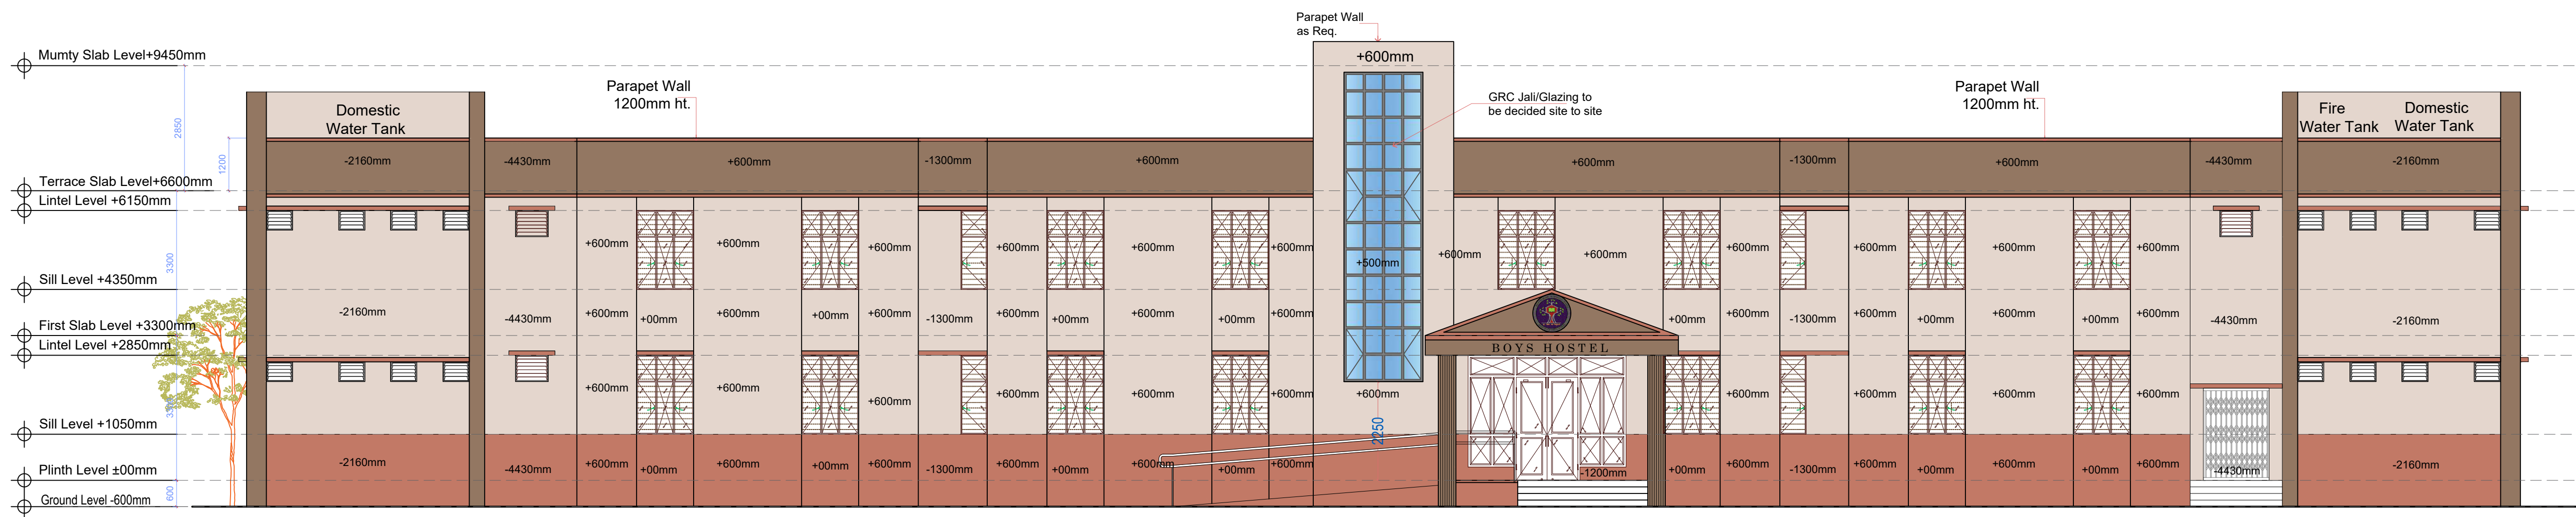 Parapet Wall
as Req.
Mumty Slab Level+9450mm
+600mm
Parapet Wall
1200mm ht.
Parapet Wall
1200mm ht.
GRC Jali/Glazing to
be decided site to site
Domestic
Water Tank
Fire
Water Tank
Domestic
Water Tank
2850
1200
-2160mm
-4430mm
+600mm
-1300mm
+600mm
+600mm
-1300mm
+600mm
-4430mm
-2160mm
Terrace Slab Level+6600mm
Lintel Level +6150mm
3300
+600mm
+600mm
+600mm
+600mm
+600mm
+600mm
+600mm
+500mm
+600mm
+600mm
+600mm
+600mm
+600mm
Sill Level +4350mm
-2160mm
-4430mm
+600mm
+00mm
+600mm
+00mm
+600mm
-1300mm
+600mm
+00mm
+600mm
+00mm
+600mm
+00mm
+600mm
-1300mm
+600mm
+00mm
+600mm
+00mm
+600mm
-4430mm
-2160mm
First Slab Level +3300mm
Lintel Level +2850mm
BOYS HOSTEL
+600mm
+600mm
+600mm
+600mm
+600mm
+600mm
+600mm
+600mm
+600mm
+600mm
+600mm
2250
Sill Level +1050mm
-2160mm
-4430mm
+600mm
+00mm
+600mm
+00mm
+600mm
-1300mm
+600mm
+00mm
+600mm
+00mm
+600mm
-1200mm
+00mm
+600mm
-1300mm
+600mm
+00mm
+600mm
+00mm
+600mm
-4430mm
-2160mm
Plinth Level ±00mm
600
Ground Level -600mm